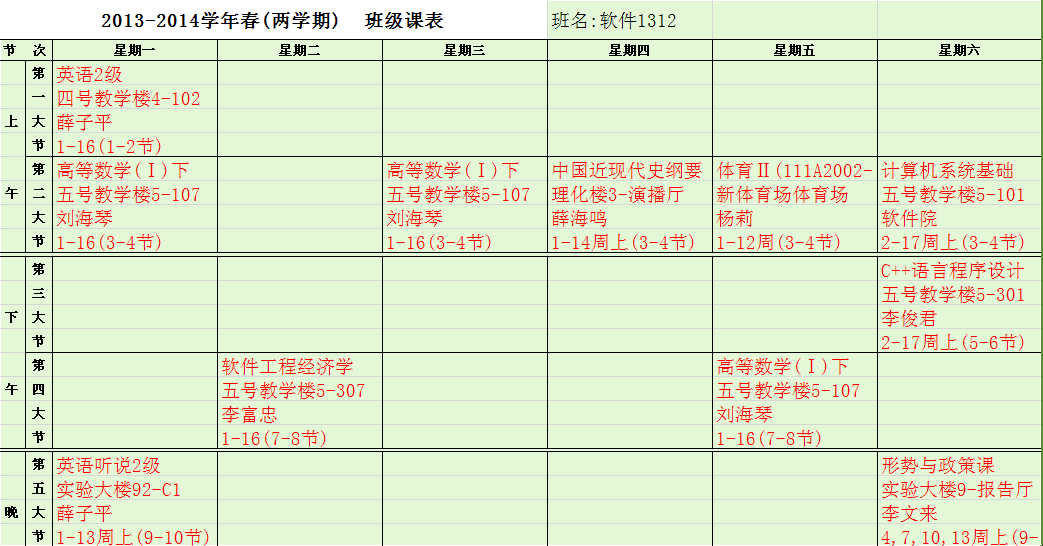 2013-2014学年春(两学期) 班级课表 班名:软件1312
节 次 星期一 星期二 星期三 星期四 星期五 星期六
上午
第一大节
英语2级
四号教学楼4-102
薛子平
1-16(1-2节)
第二大节
高等数学(Ⅰ)下
五号教学楼5-107
刘海琴
1-16(3-4节)
高等数学(Ⅰ)下
五号教学楼5-107
刘海琴
1-16(3-4节)
中国近现代史纲要
理化楼3-演播厅
薛海鸣
1-14周上(3-4节)
体育Ⅱ(111A2002-
新体育场体育场
杨莉
1-12周(3-4节)
计算机系统基础
五号教学楼5-101
软件院
2-17周上(3-4节)
下午
第三大节
C++语言程序设计
五号教学楼5-301
李俊君
2-17周上(5-6节)
第四大节
软件工程经济学
五号教学楼5-307
李富忠
1-16(7-8节)
高等数学(Ⅰ)下
五号教学楼5-107
刘海琴
1-16(7-8节)
晚
第五大节
英语听说2级
实验大楼92-C1
薛子平
1-13周上(9-10节)
形势与政策课
实验大楼9-报告厅
李文来
4,7,10,13周上(9-